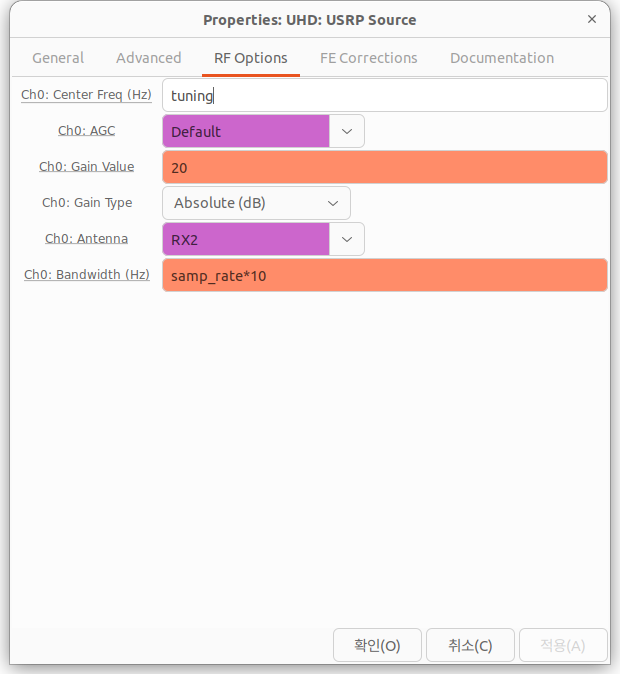 Properties: UHD: USRP Source
General Advanced RF Options FE Corrections Documentation
Ch0: Center Freq (Hz) tuning
Ch0: AGC Default
Ch0: Gain Value 20
Ch0: Gain Type Absolute (dB)
Ch0: Antenna RX2
Ch0: Bandwidth (Hz) samp_rate*10
확인(O) 취소(C) 적용(A)